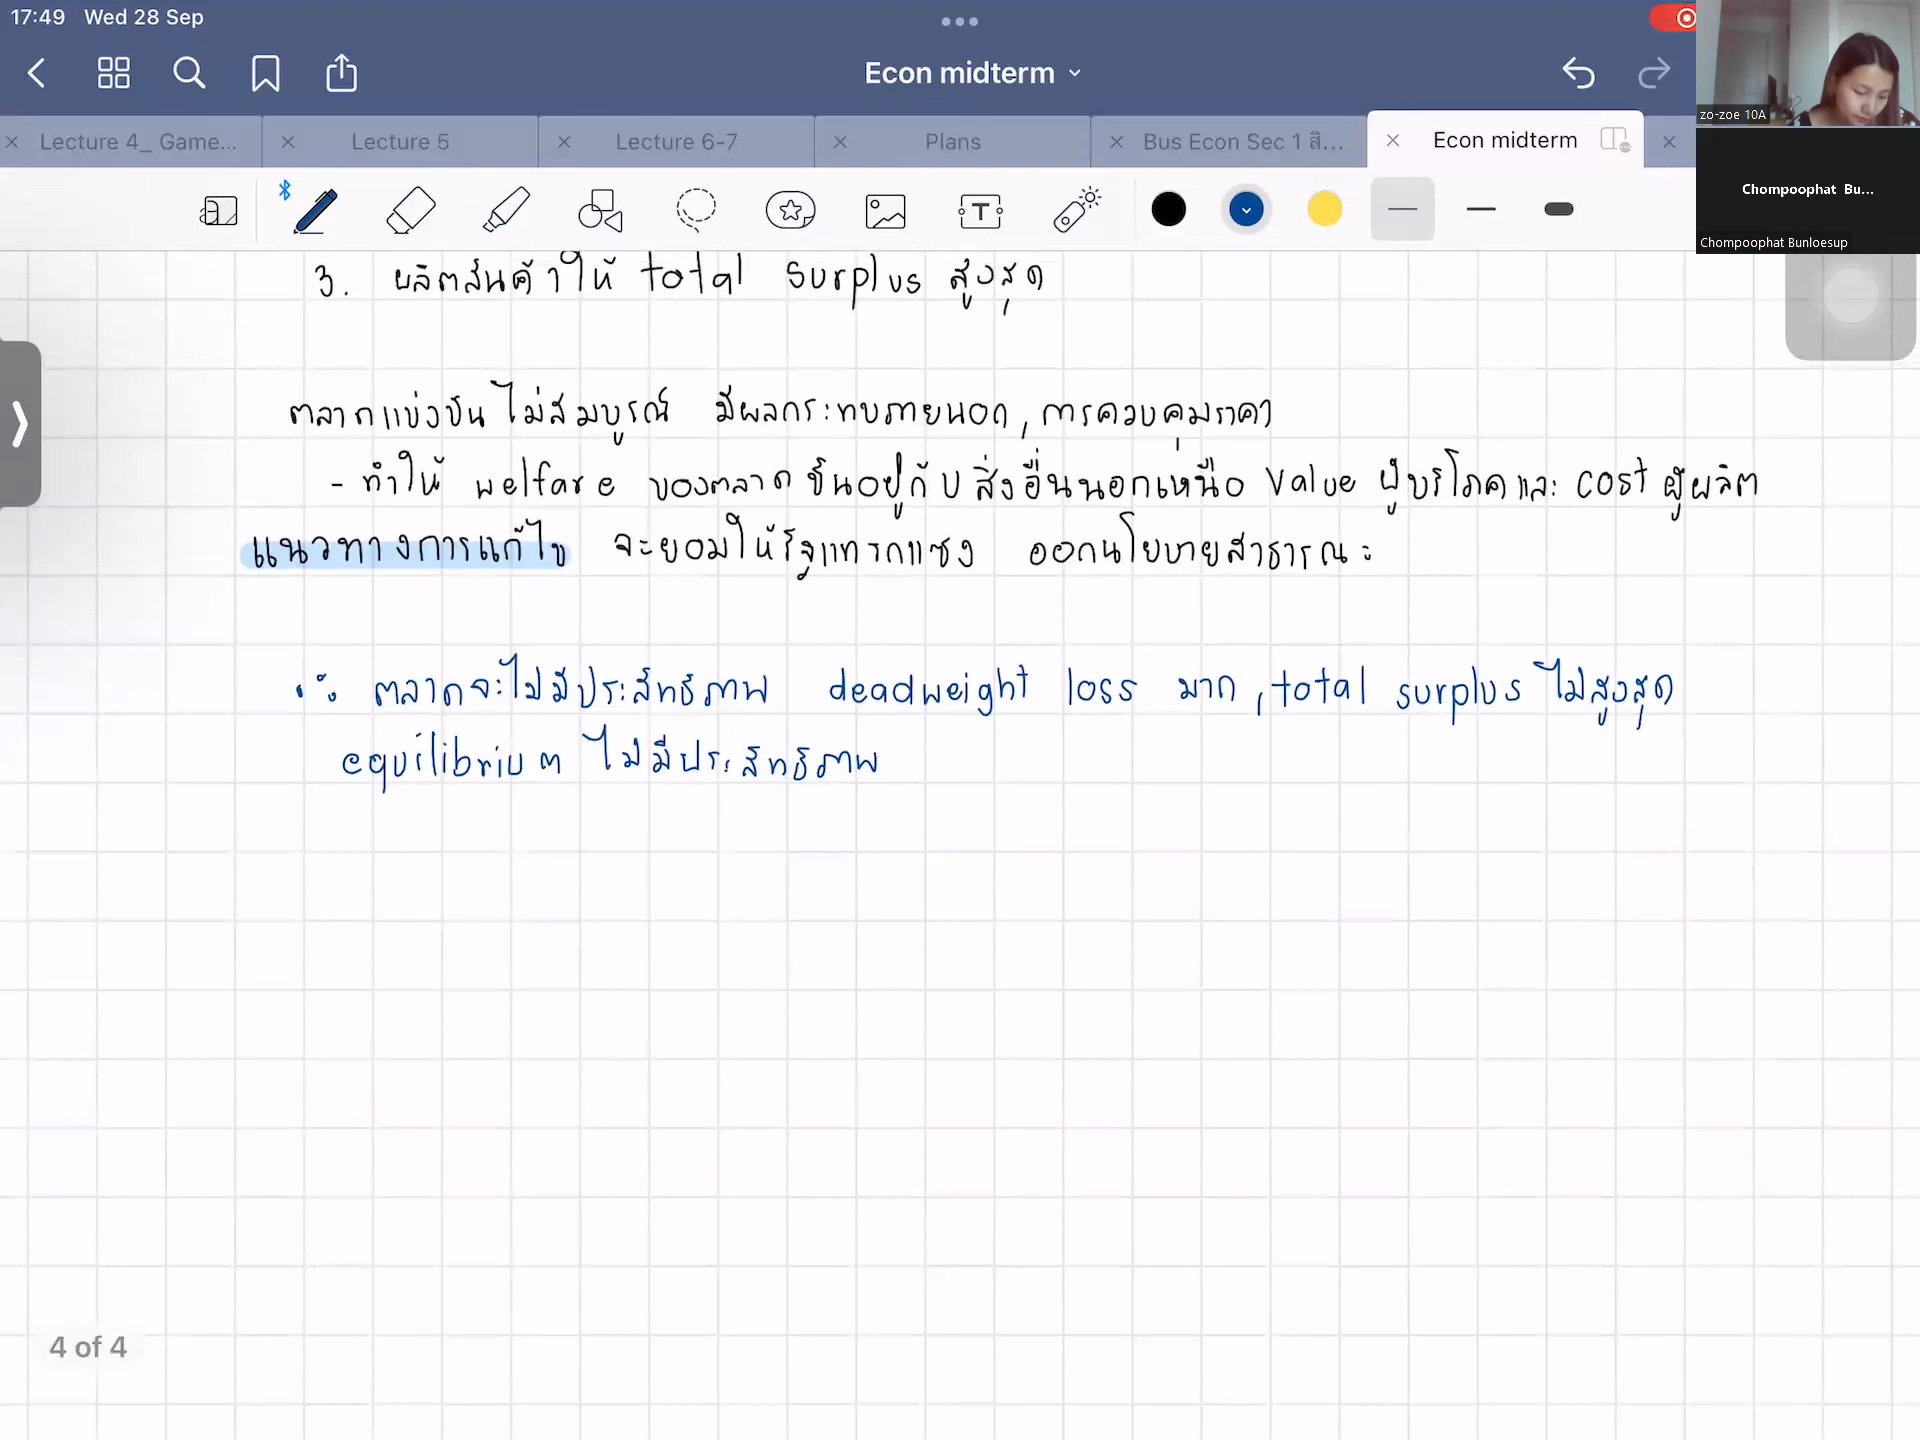 17:49 Wed 28 Sep
Econ midterm
zo-zoe 10A
Lecture 4_ Game...
Lecture 5
Lecture 6-7
Plans
Bus Econ Sec 1 สิ...
Econ midterm
Chompoophat Bu...
Chompoophat Bunloesup
3. ผลิตสินค้าให้ total surplus สูงสุด
ตลาดแข่งขันไม่สมบูรณ์ มีผลกระทบภายนอก, การควบคุมราคา
- ทำให้ welfare ของตลาดขึ้นอยู่กับสิ่งอื่นนอกเหนือ Value ผู้บริโภคและ cost ผู้ผลิต
แนวทางการแก้ไข จะยอมให้รัฐแทรกแซง ออกนโยบายสาธารณะ
∴ ตลาดจะไม่มีประสิทธิภาพ deadweight loss มาก, total surplus ไม่สูงสุด
equilibrium ไม่มีประสิทธิภาพ
4 of 4